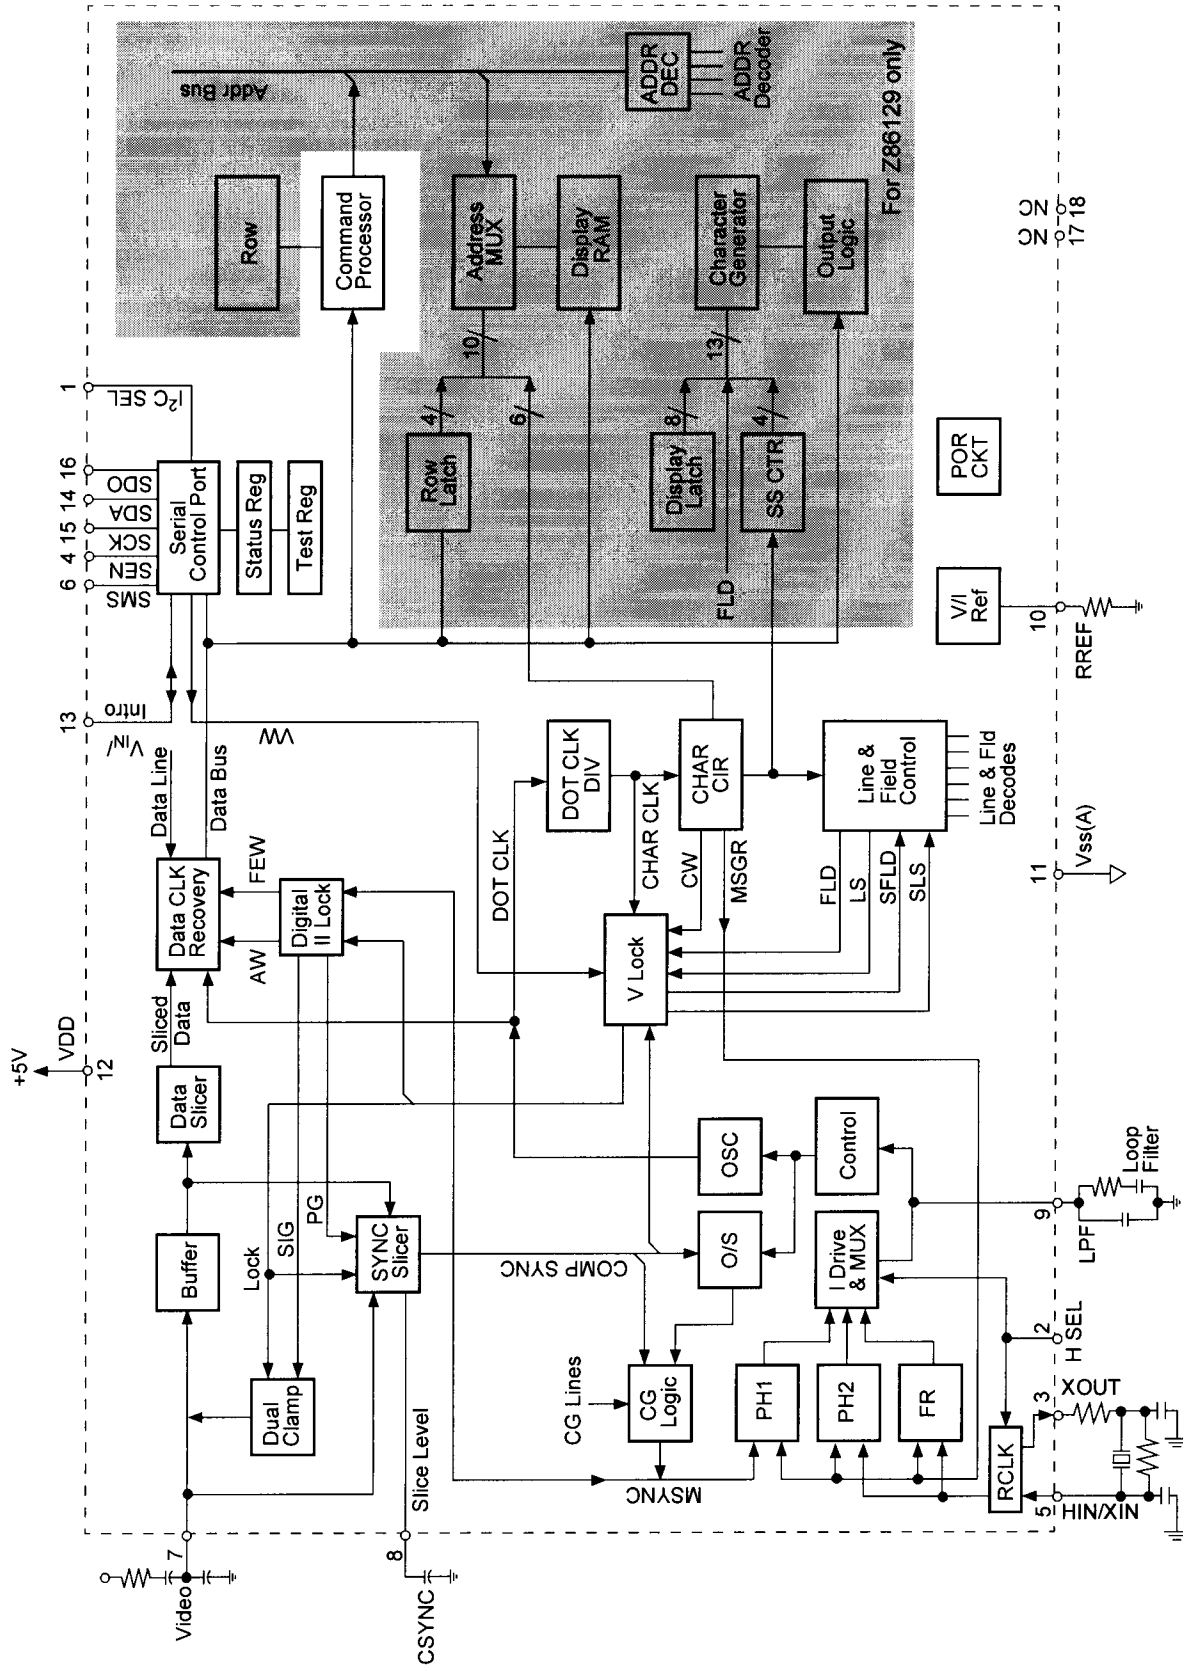 Video
7
CSYNC
8
Slice Level
Dual
Clamp
Buffer
Data
Slicer
Sliced
Data
Data CLK
Recovery
Data Line
Data Bus
+5V
VDD
12
Lock
SIG
PG
SYNC
Slicer
AW
FEW
Digital
II Lock
VIN/
Intro
13
VW
SMS
SEN
SCK
SDA
SDO
I²C SEL
6
4
15
14
16
1
Serial
Control Port
Status Reg
Test Reg
Row
Command
Processor
Addr Bus
ADDR
DEC
ADDR
Decoder
Row
Latch
4
6
10
Address
MUX
Display
RAM
Display
Latch
8
FLD
SS CTR
4
13
Character
Generator
Output
Logic
For Z86129 only
COMP SYNC
CG Lines
CG
Logic
MSYNC
O/S
OSC
Control
I Drive
& MUX
PH1
PH2
FR
RCLK
DOT CLK
DOT CLK
DIV
CHAR CLK
CHAR
CIR
CW
MSGR
V Lock
FLD
LS
SFLD
SLS
Line &
Field
Control
Line & Fld
Decodes
V/I
Ref
POR
CKT
5
HIN/XIN
3
XOUT
2
H SEL
9
LPF
Loop
Filter
11
Vss(A)
10
RREF
17
NC
18
NC